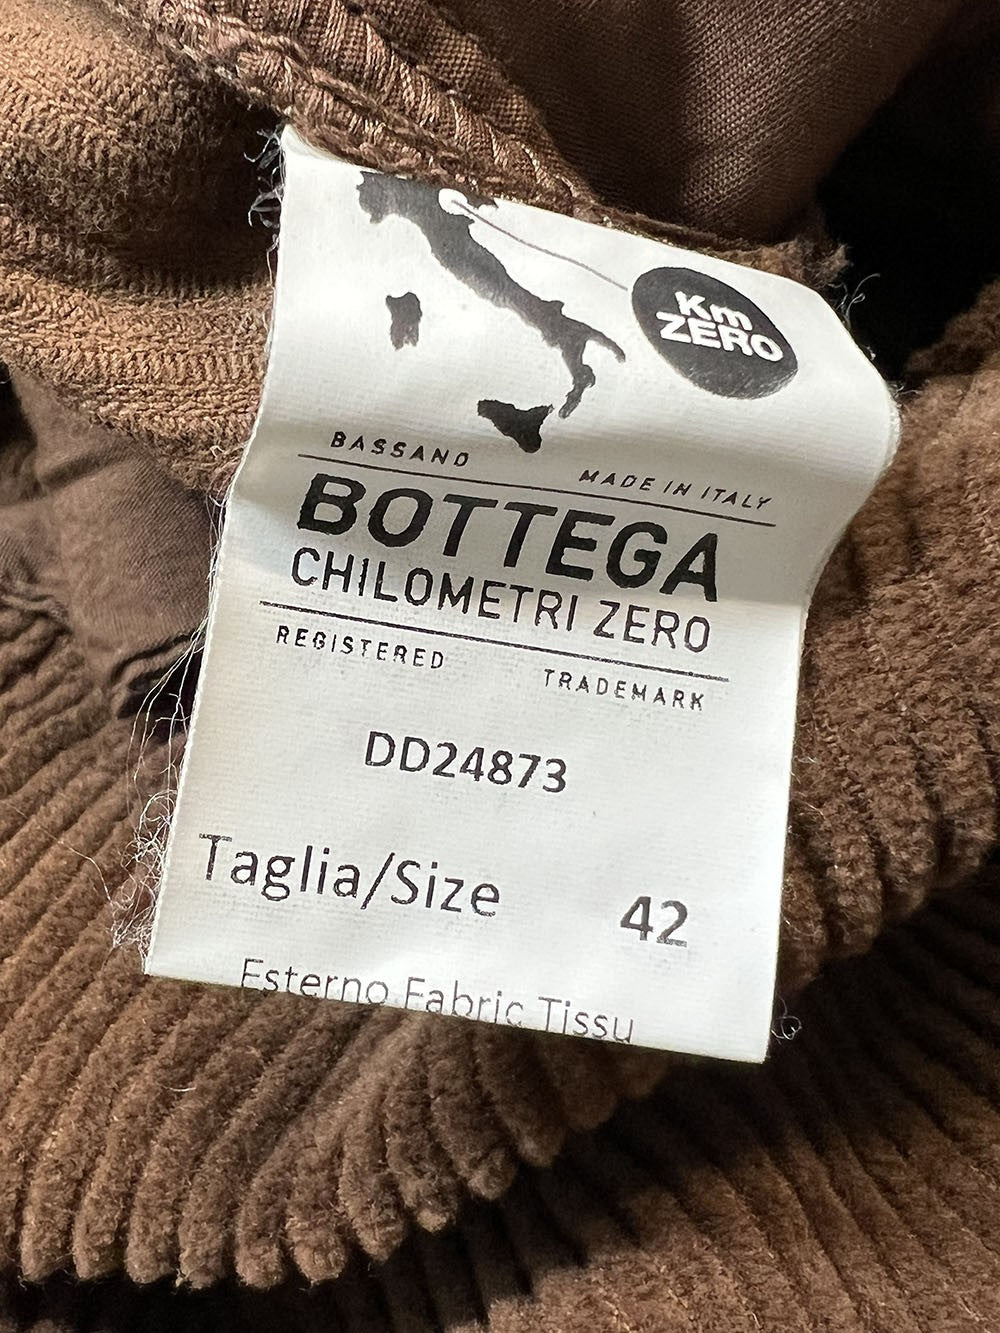 Km
ZERO
BASSANO MADE IN ITALY
BOTTEGA
CHILOMETRI ZERO
REGISTERED TRADEMARK
DD24873
Taglia/Size 42
Esterno Fabric Tissu